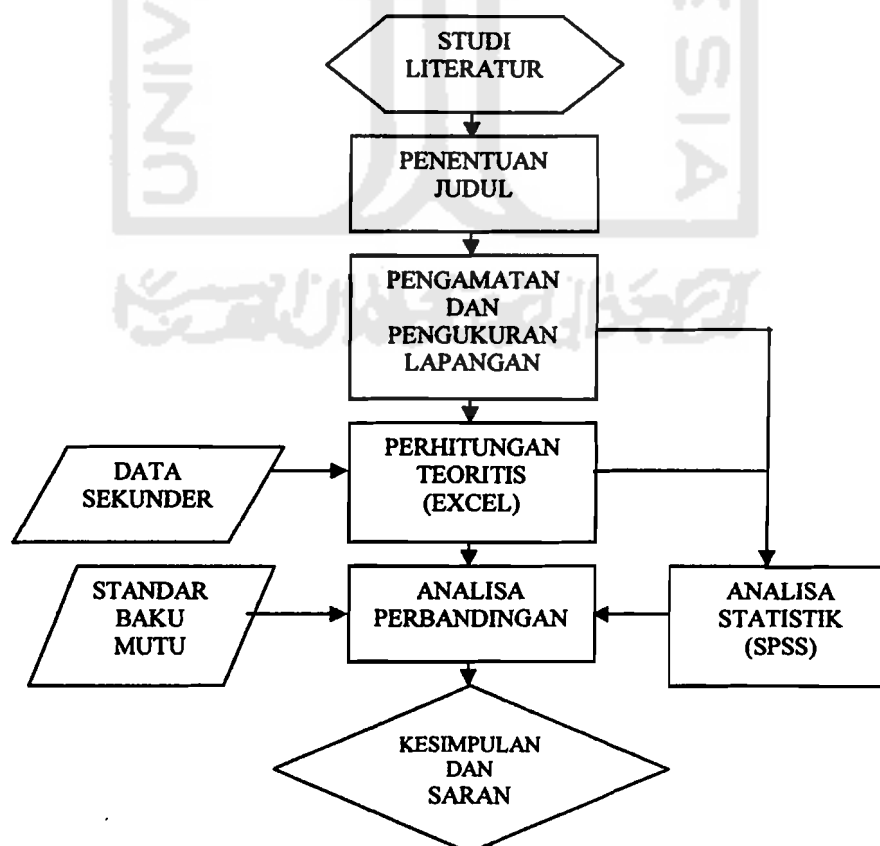 STUDI
LITERATUR
PENENTUAN
JUDUL
PENGAMATAN
DAN
PENGUKURAN
LAPANGAN
DATA
SEKUNDER
PERHITUNGAN
TEORITIS
(EXCEL)
STANDAR
BAKU
MUTU
ANALISA
PERBANDINGAN
ANALISA
STATISTIK
(SPSS)
KESIMPULAN
DAN
SARAN